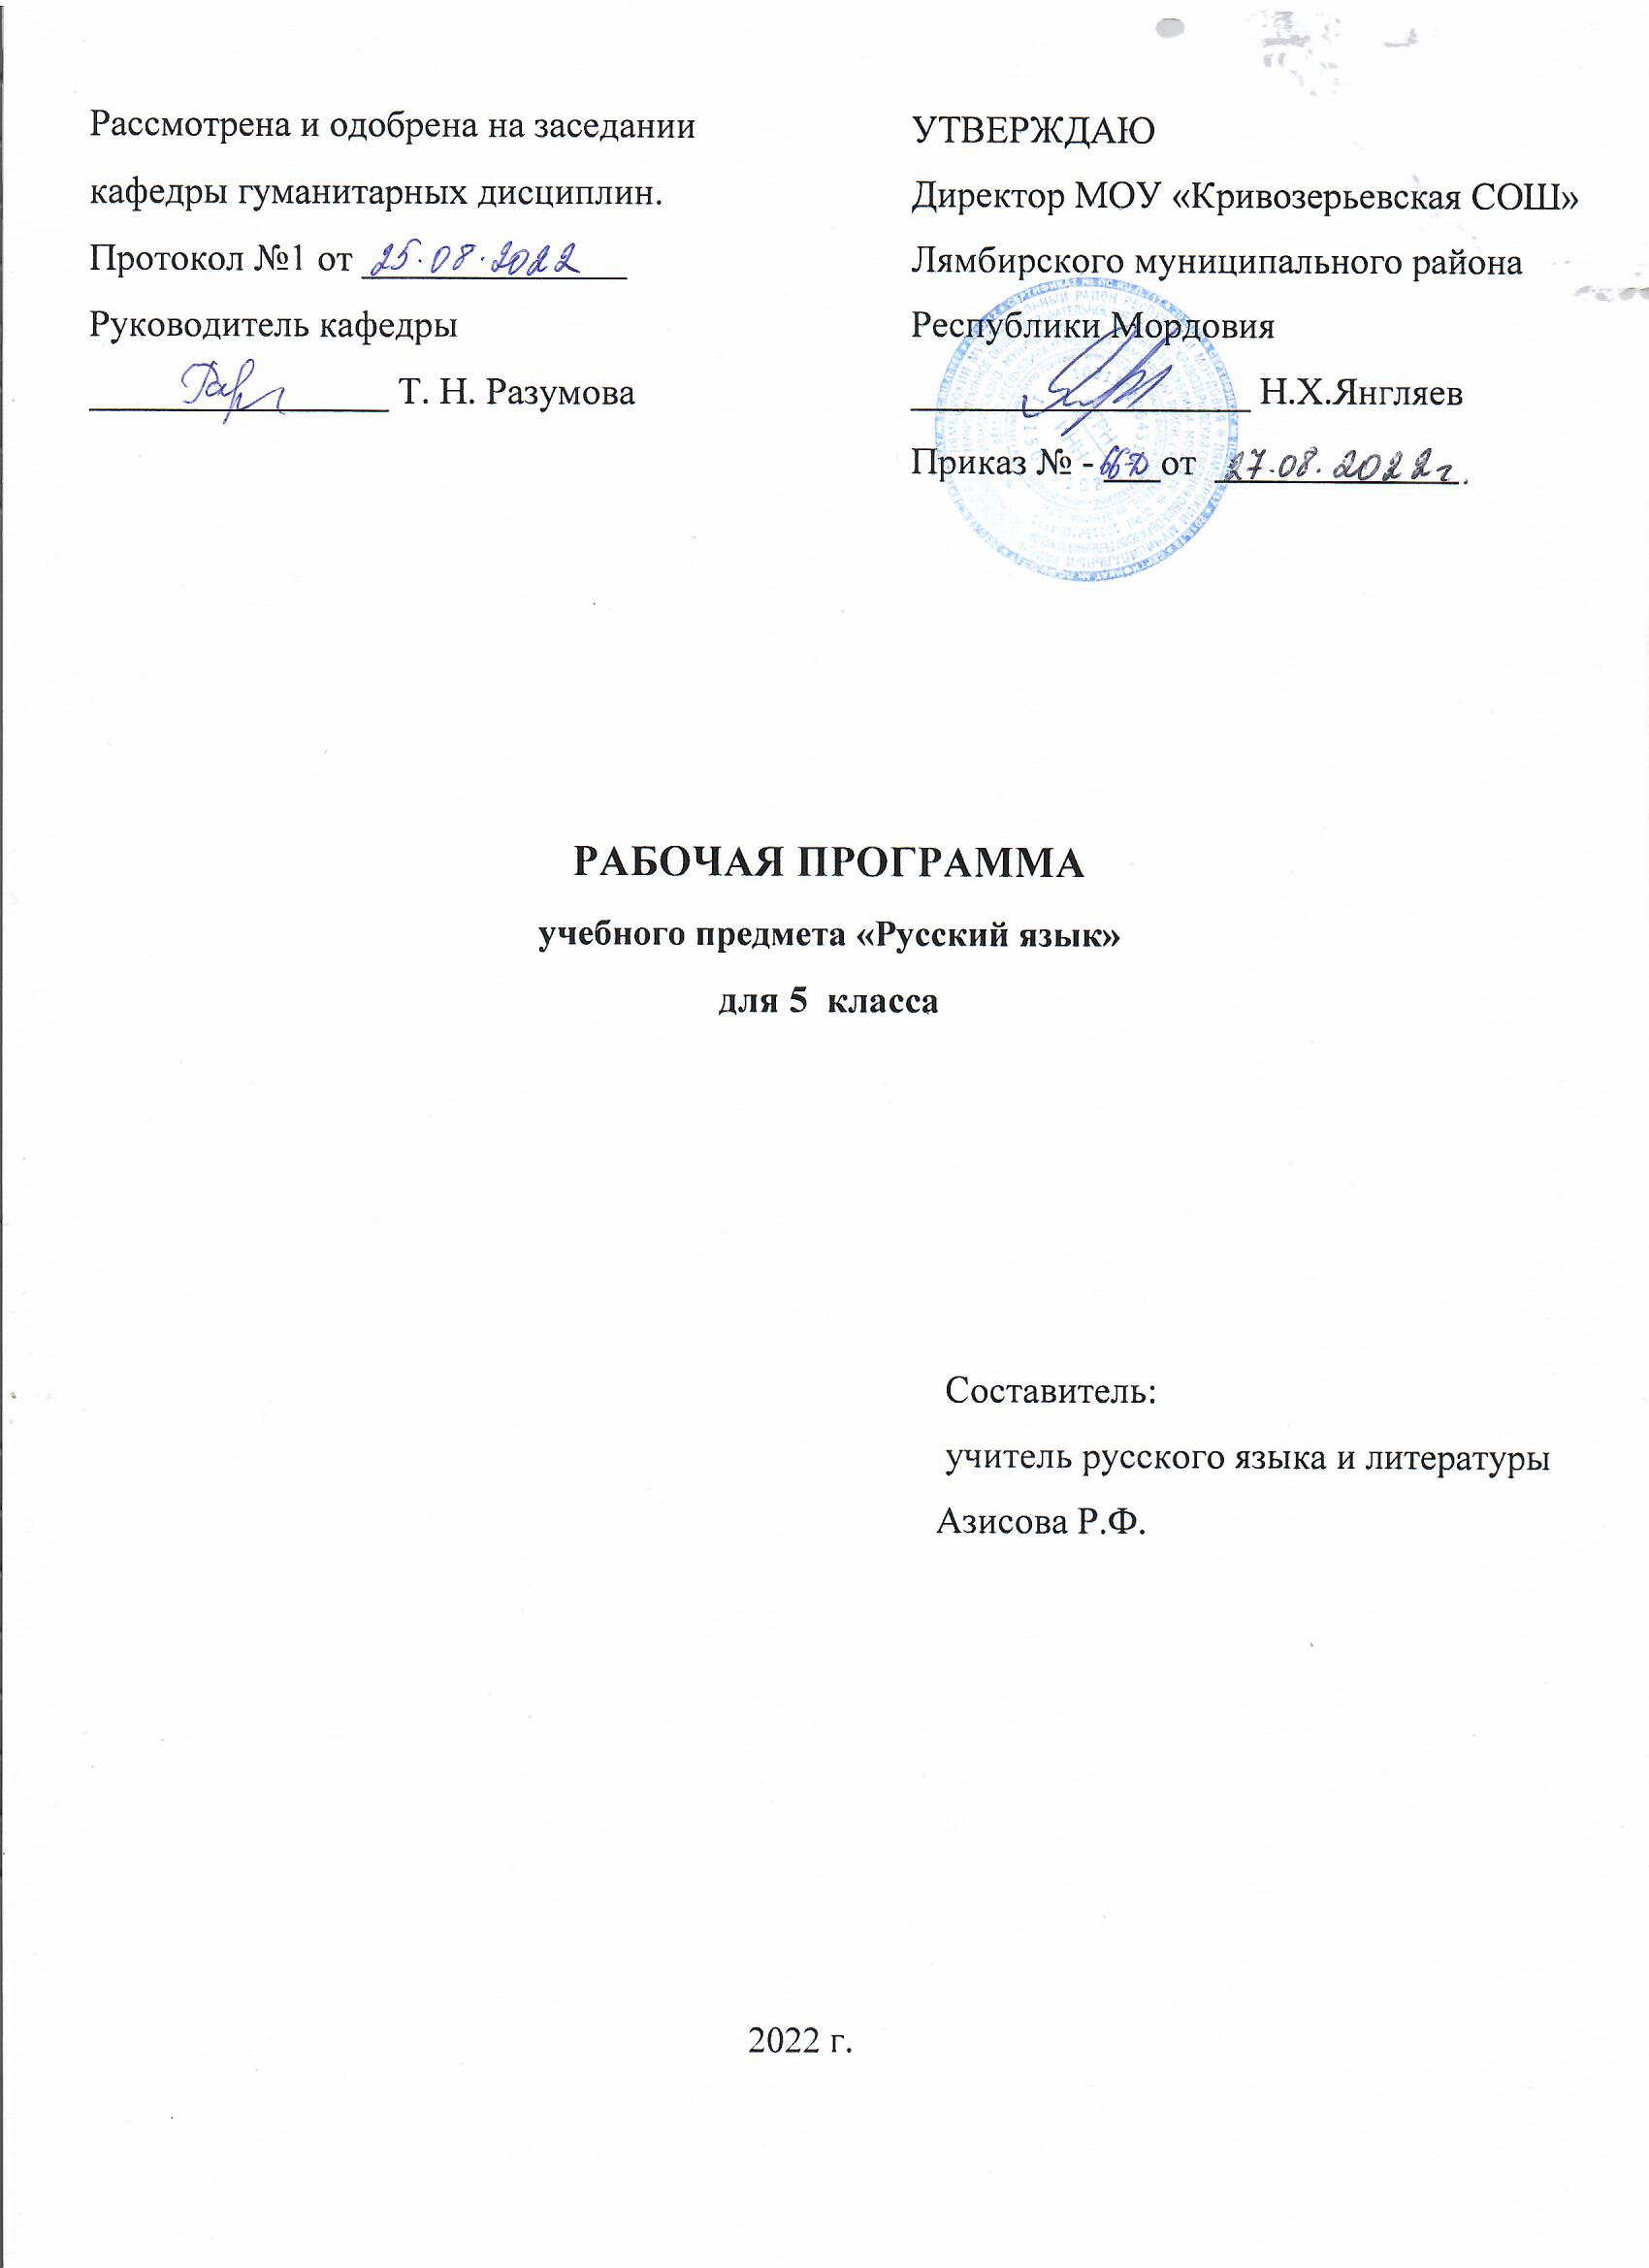 Рассмотрена и одобрена на заседании
кафедры гуманитарных дисциплин.
Протокол №1 от 25.08.2022
Руководитель кафедры
Т. Н. Разумова
УТВЕРЖДАЮ
Директор МОУ «Кривозерьевская СОШ»
Лямбирского муниципального района
Республики Мордовия
Н.Х.Янгляев
Приказ № - 66-Д от 27.08.2022г.
РАБОЧАЯ ПРОГРАММА
учебного предмета «Русский язык»
для 5 класса
Составитель:
учитель русского языка и литературы
Азисова Р.Ф.
2022 г.